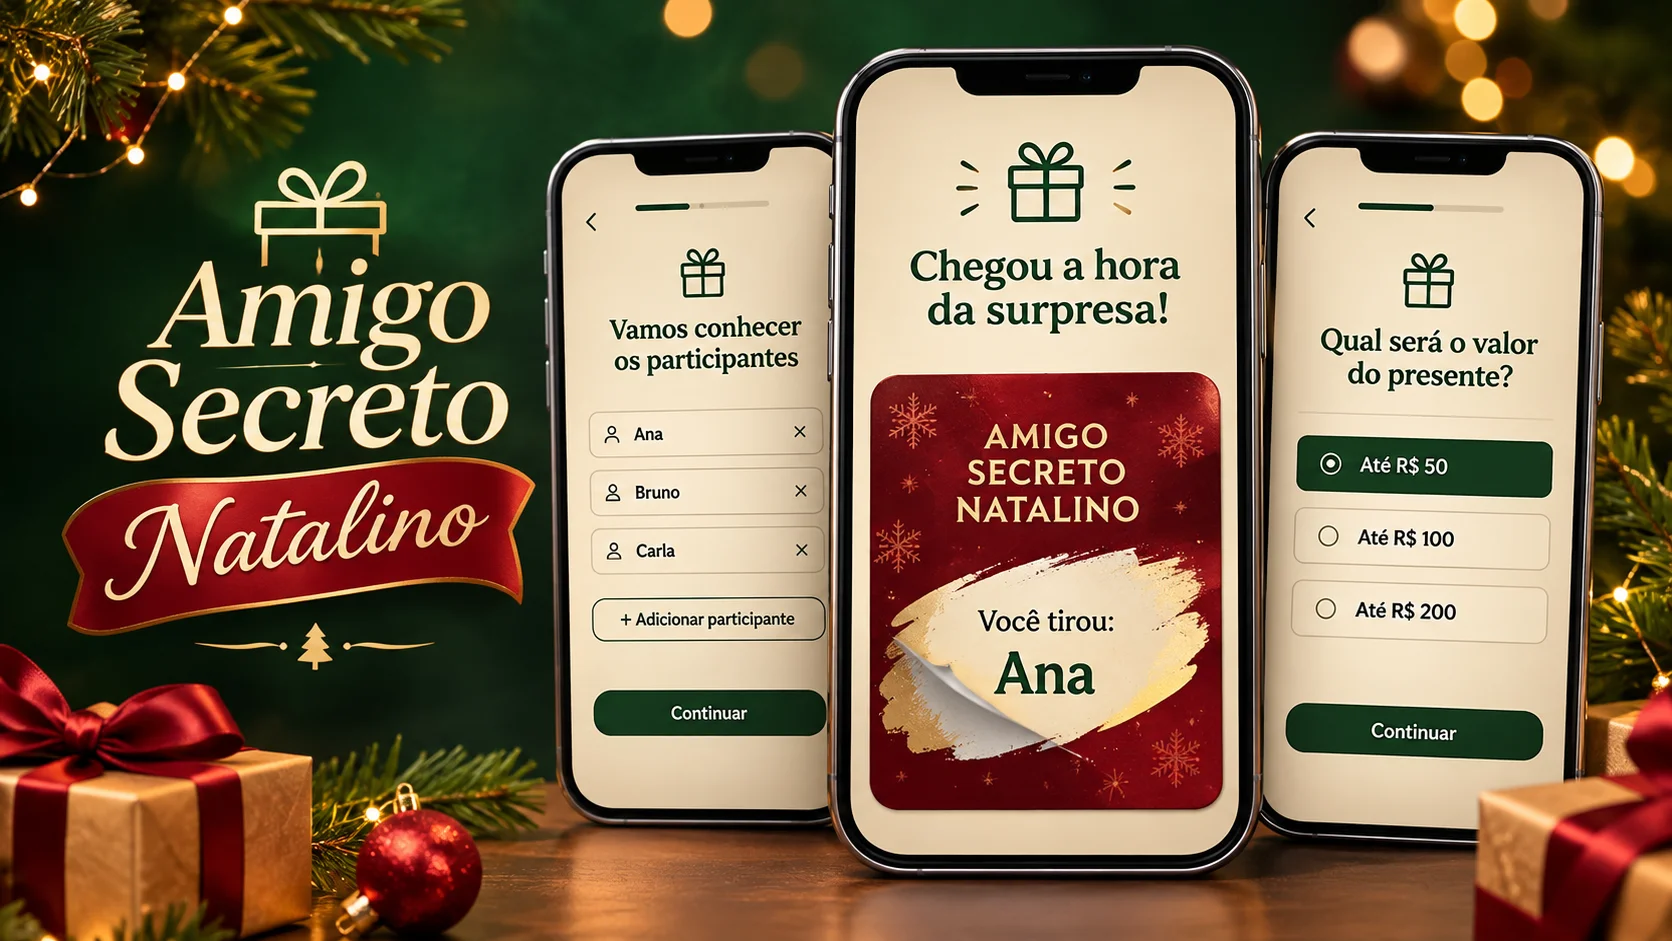 Amigo
Secreto
Natalino
Vamos conhecer
os participantes
Ana
Bruno
Carla
+ Adicionar participante
Continuar
Chegou a hora
da surpresa!
AMIGO
SECRETO
NATALINO
Você tirou:
Ana
Qual será o valor
do presente?
Até R$ 50
Até R$ 100
Até R$ 200
Continuar